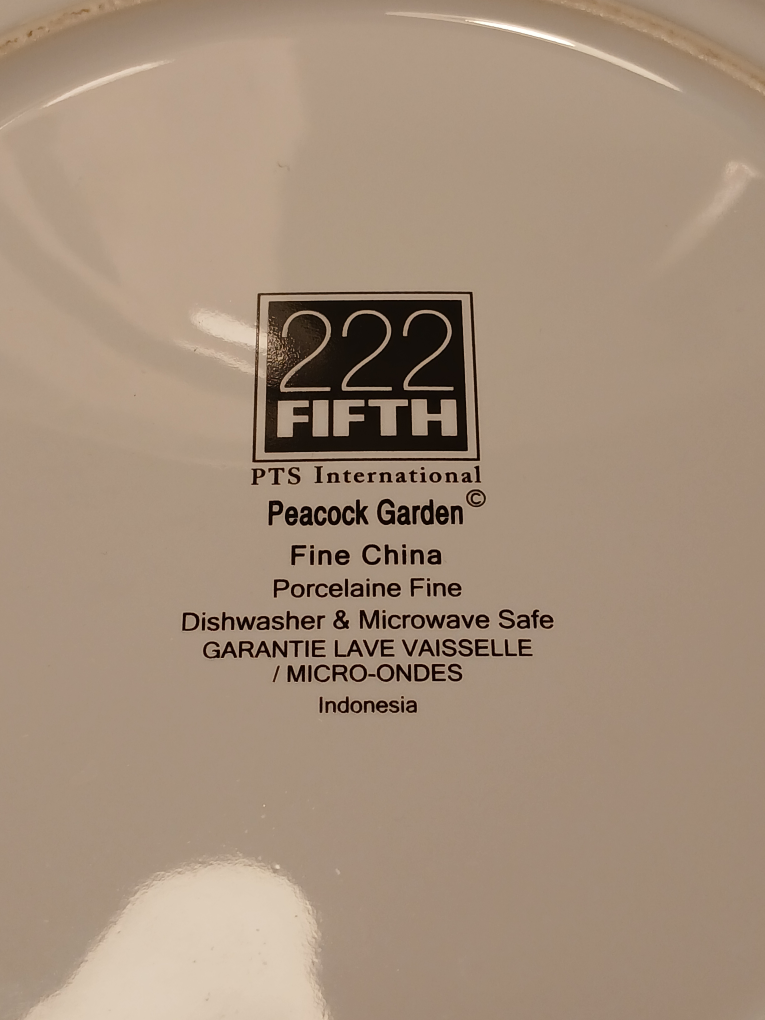 222
FIFTH
PTS International
Peacock Garden©
Fine China
Porcelaine Fine
Dishwasher & Microwave Safe
GARANTIE LAVE VAISSELLE
/ MICRO-ONDES
Indonesia